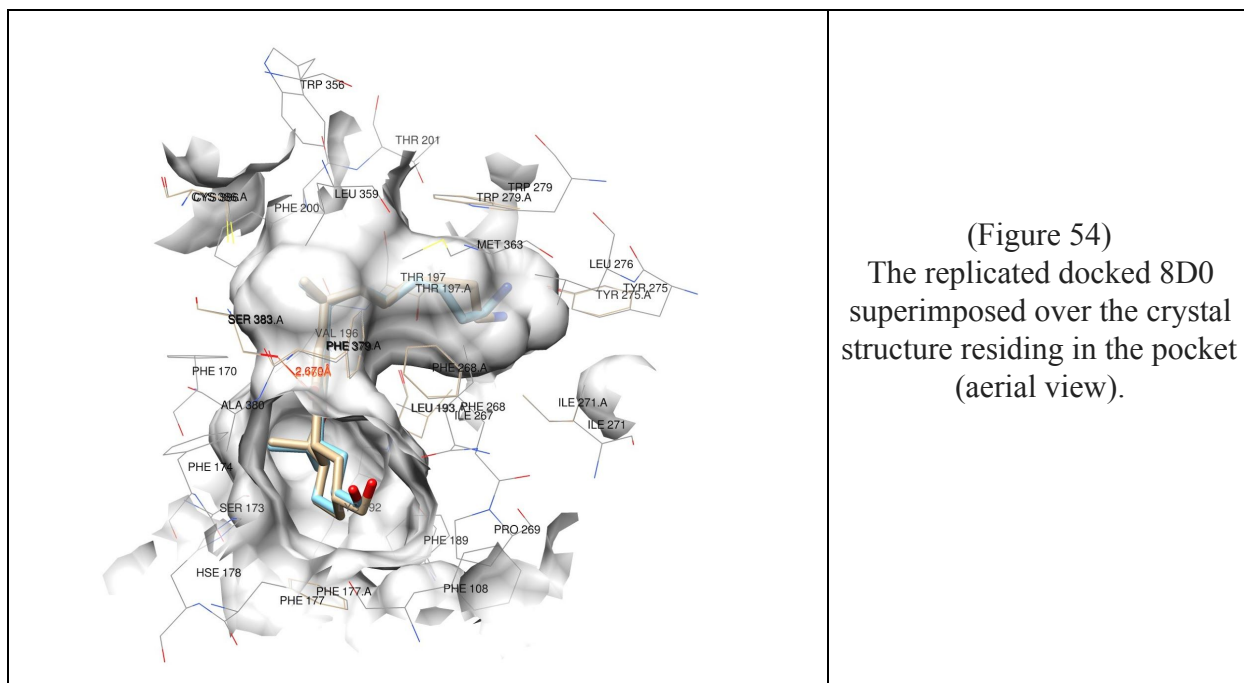 TRP 356
THR 201
TRP 279
LEU 359
TRP 279.A
PHE 200
MET 363
LEU 276
THR 197
THR 197.A
TYR 275
TYR 275.A
SER 383.A
VAL 196
PHE 379.A
PHE 170
2.670Å
PHE 268.A
ALA 380
LEU 193.A
PHE 268
ILE 267
ILE 271.A
ILE 271
PHE 174
SER 173
92
PRO 269
PHE 189
HSE 178
PHE 177.A
PHE 108
PHE 177
(Figure 54)
The replicated docked 8D0
superimposed over the crystal
structure residing in the pocket
(aerial view).